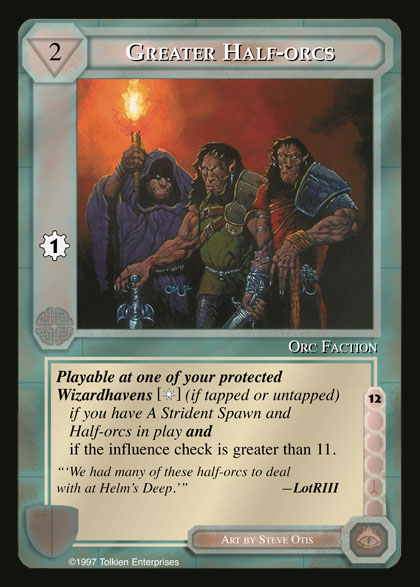 2
GREATER HALF-ORCS
1
ORC FACTION
Playable at one of your protected
Wizardhavens [☼] (if tapped or untapped)
if you have A Strident Spawn and
Half-orcs in play and
if the influence check is greater than 11.
12
“‘We had many of these half-orcs to deal
with at Helm’s Deep.’” –LotRIII
ART BY STEVE OTIS
©1997 Tolkien Enterprises